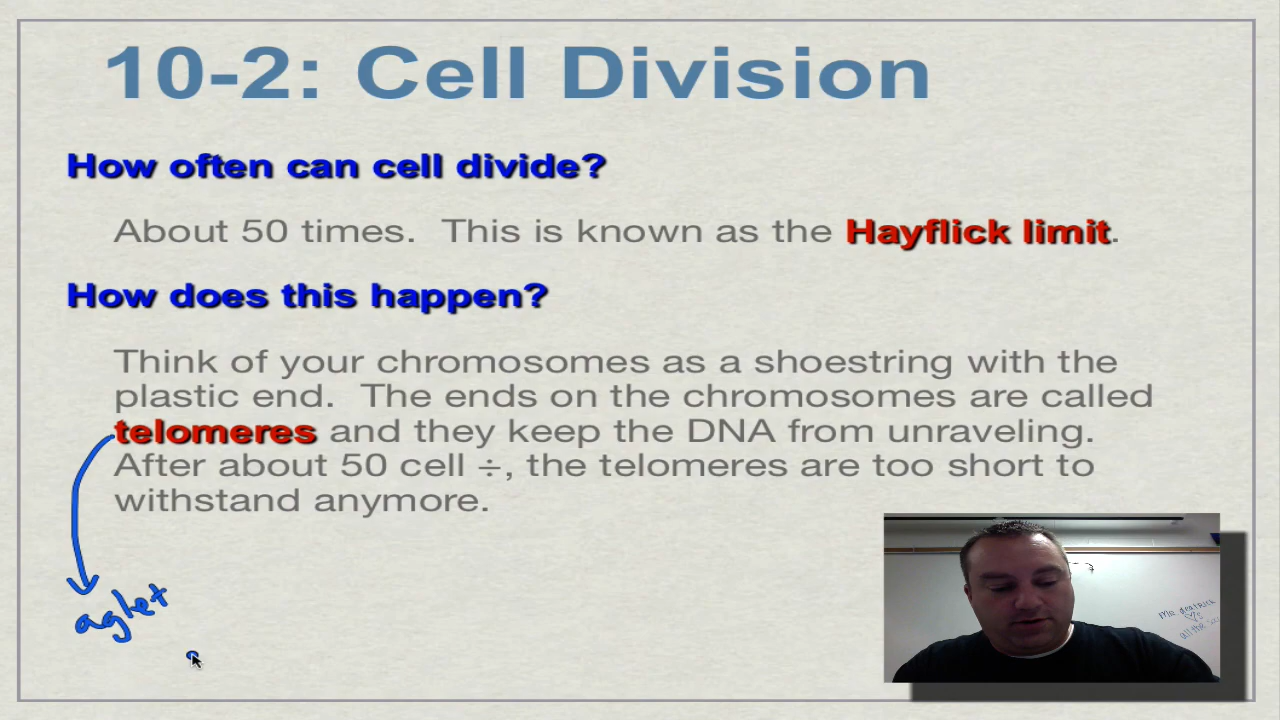 10-2: Cell Division
How often can cell divide?
About 50 times. This is known as the Hayflick limit.
How does this happen?
Think of your chromosomes as a shoestring with the
plastic end. The ends on the chromosomes are called
telomeres and they keep the DNA from unraveling.
After about 50 cell ÷, the telomeres are too short to
withstand anymore.
aglet
all the